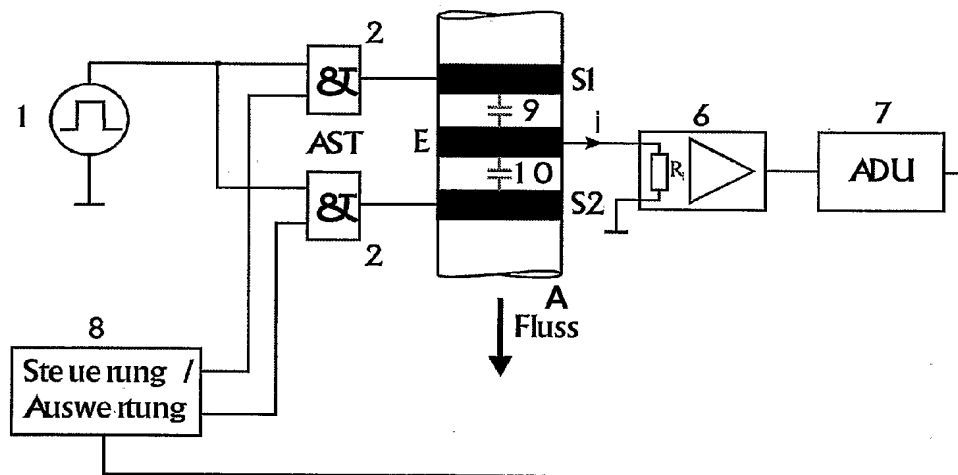 2
1
&
S1
9
AST
E
i
6
7
R
ADU
10
&
S2
2
A
Fluss
8
Steuerung /
Auswertung